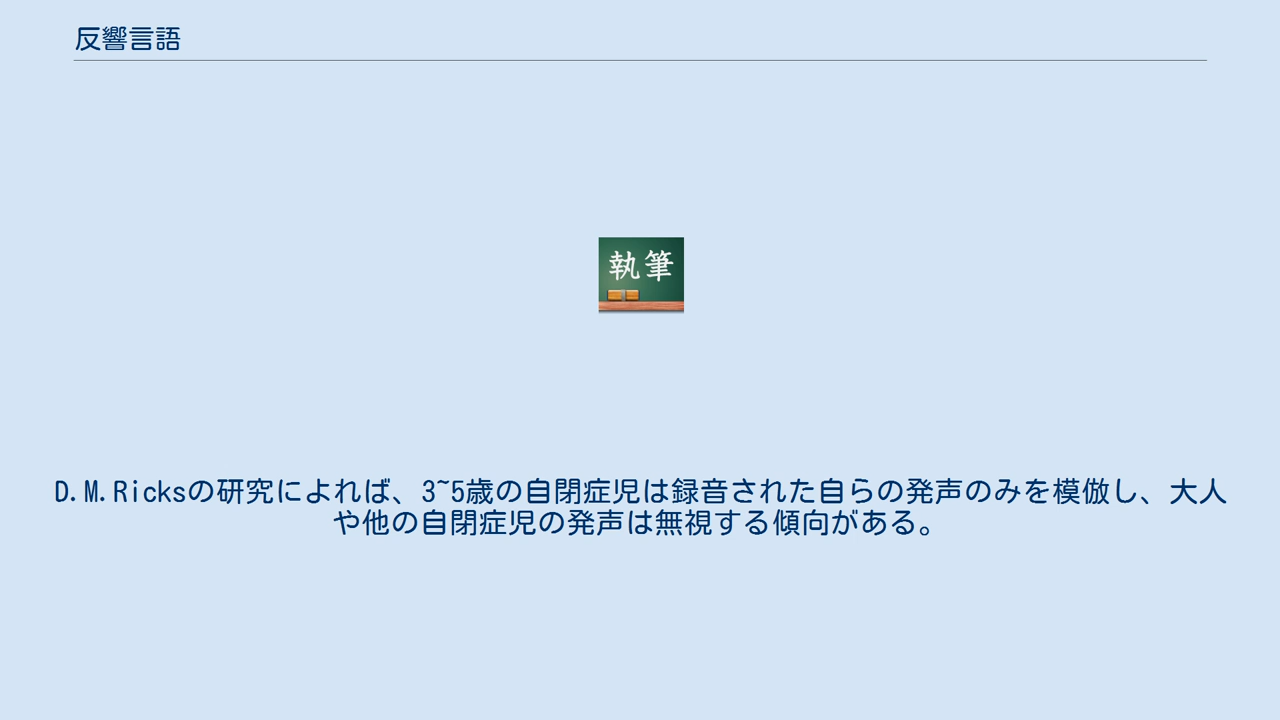 反響言語
執筆
D.M.Ricksの研究によれば、3~5歳の自閉症児は録音された自らの発声のみを模倣し、大人
や他の自閉症児の発声は無視する傾向がある。